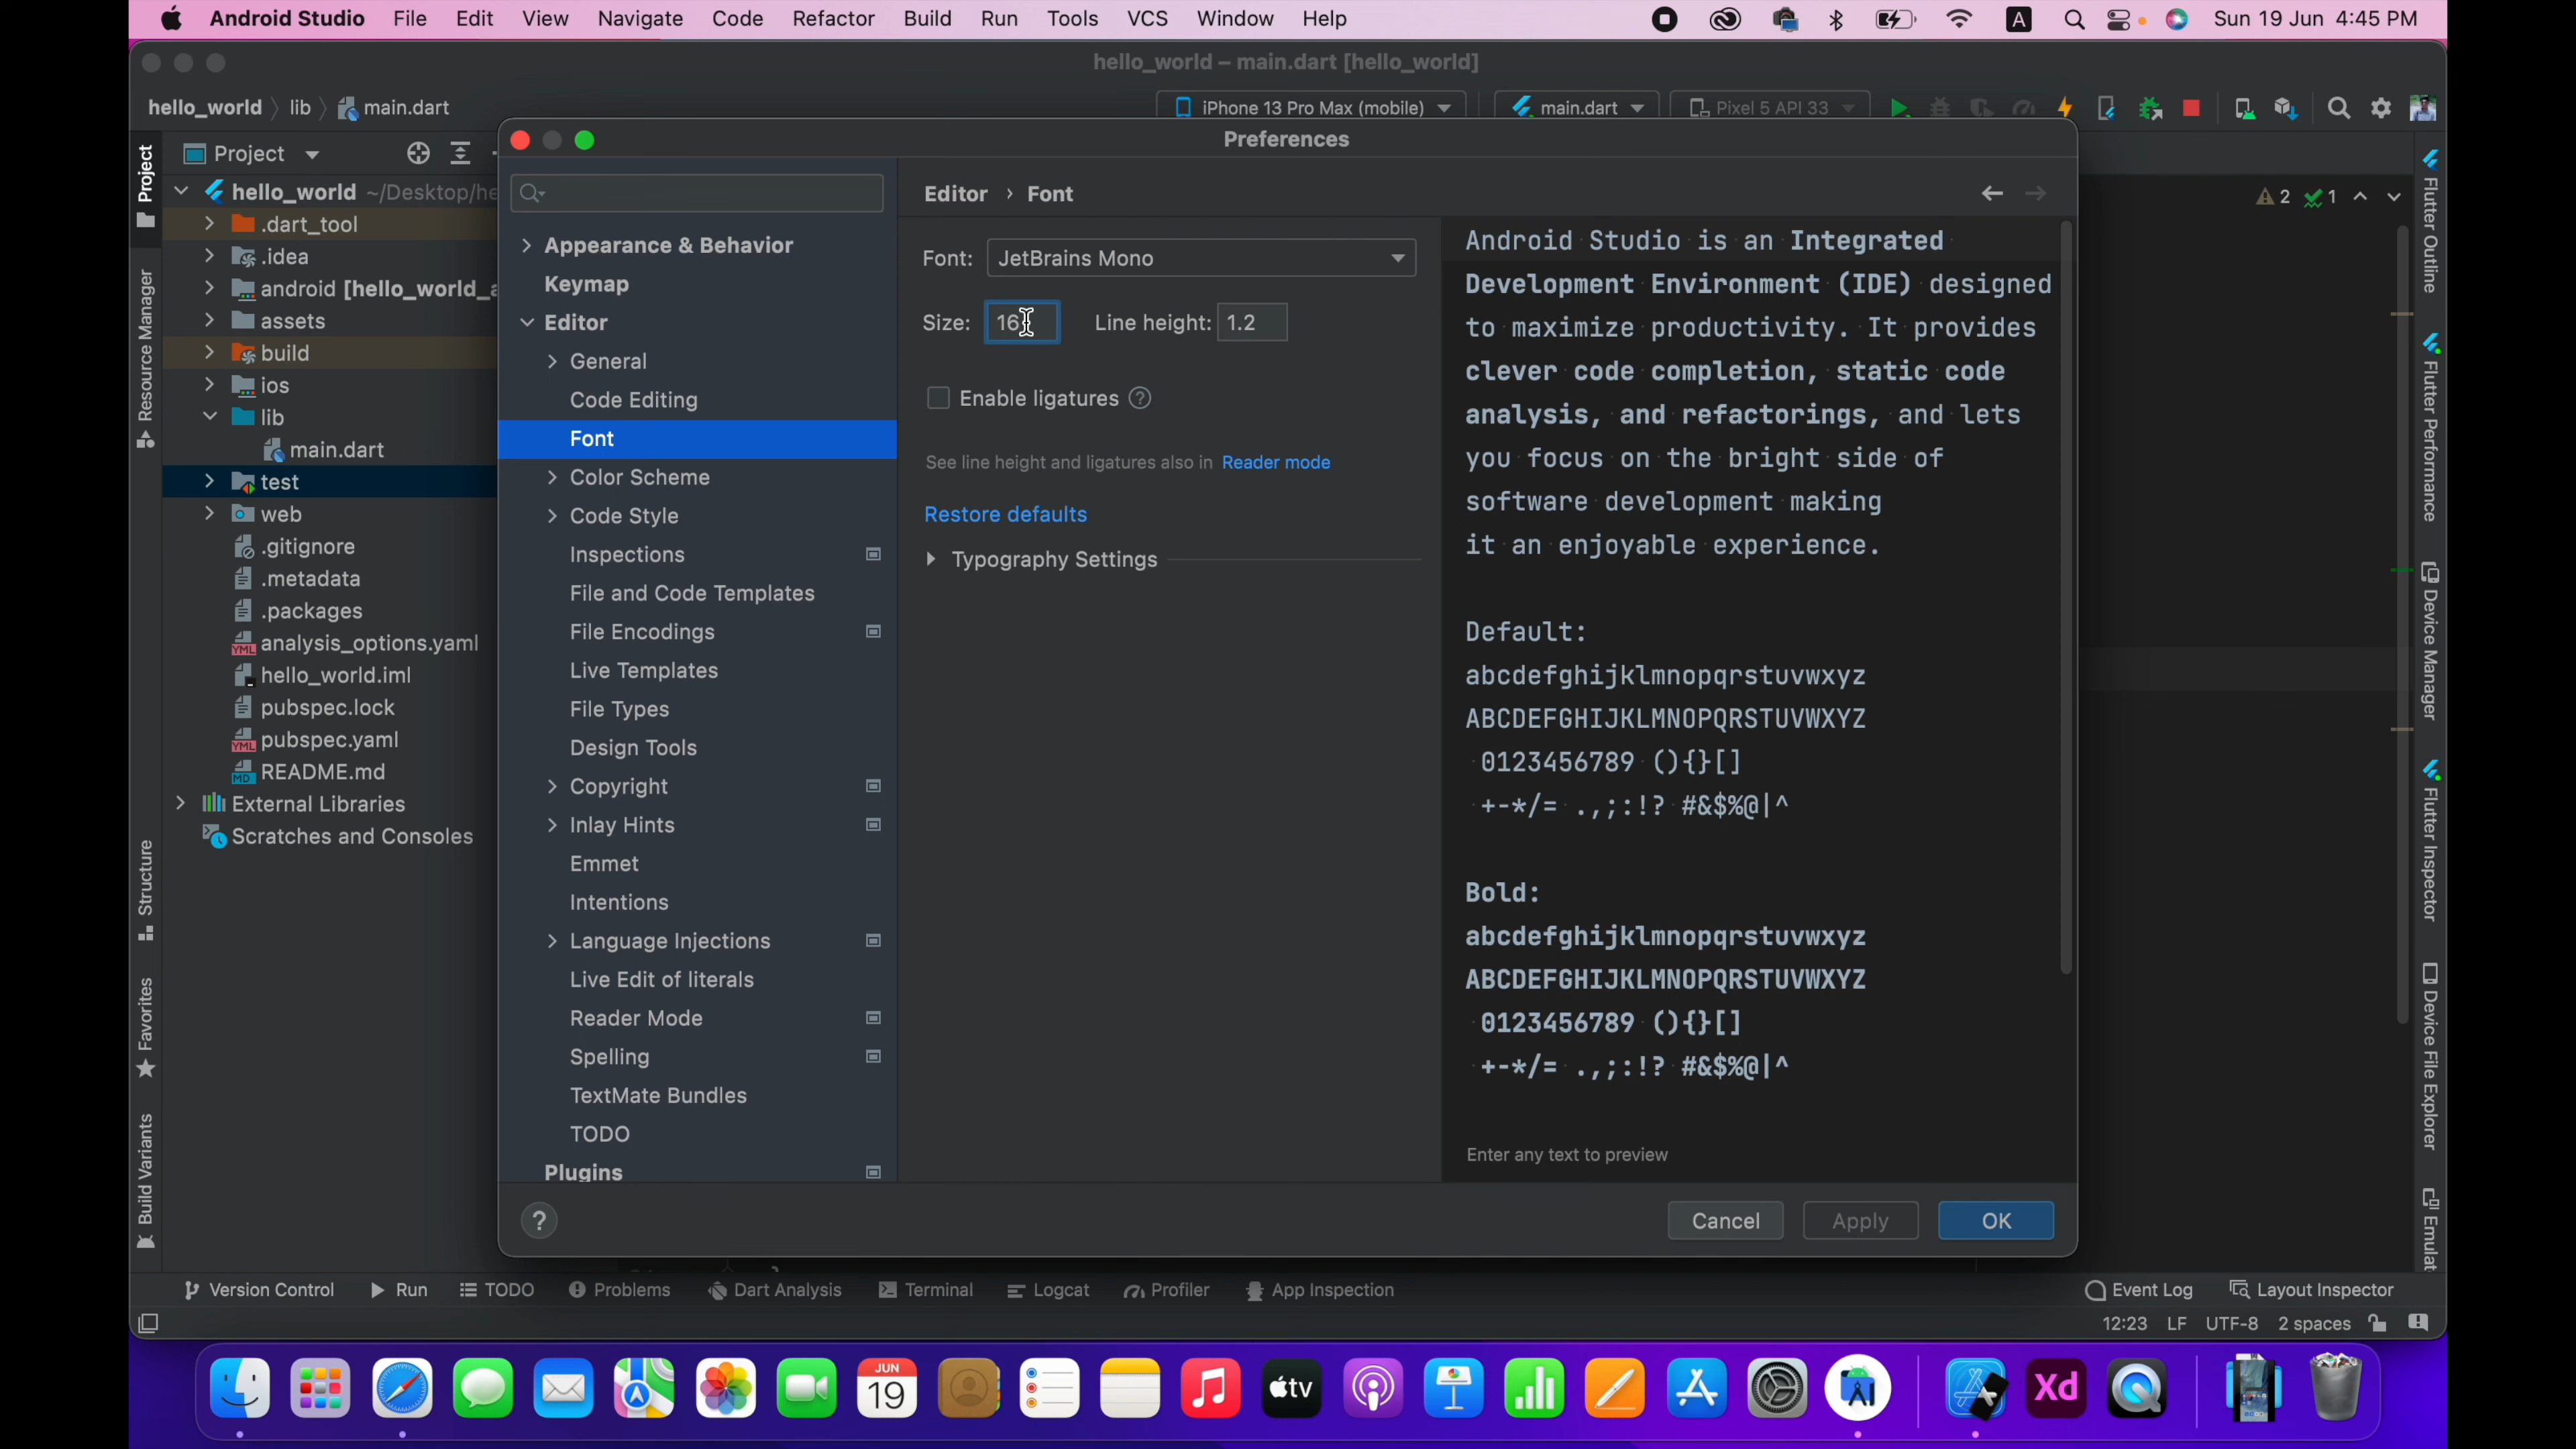 Android Studio File Edit View Navigate Code Refactor Build Run Tools VCS Window Help A Sun 19 Jun 4:45 PM
hello_world – main.dart [hello_world]
hello_world lib main.dart iPhone 13 Pro Max (mobile) main.dart Pixel 5 API 33
Project
Resource Manager
Structure
Favorites
Build Variants
Project
hello_world ~/Desktop/he
.dart_tool
.idea
android [hello_world_a
assets
build
ios
lib
main.dart
test
web
.gitignore
.metadata
.packages
analysis_options.yaml
hello_world.iml
pubspec.lock
pubspec.yaml
README.md
External Libraries
Scratches and Consoles
Preferences
Appearance & Behavior
Keymap
Editor
General
Code Editing
Font
Color Scheme
Code Style
Inspections
File and Code Templates
File Encodings
Live Templates
File Types
Design Tools
Copyright
Inlay Hints
Emmet
Intentions
Language Injections
Live Edit of literals
Reader Mode
Spelling
TextMate Bundles
TODO
Plugins
Editor › Font
Font: JetBrains Mono
Size: 16 Line height: 1.2
Enable ligatures ?
See line height and ligatures also in Reader mode
Restore defaults
Typography Settings
Android Studio is an Integrated
Development Environment (IDE) designed
to maximize productivity. It provides
clever code completion, static code
analysis, and refactorings, and lets
you focus on the bright side of
software development making
it an enjoyable experience.
Default:
abcdefghijklmnopqrstuvwxyz
ABCDEFGHIJKLMNOPQRSTUVWXYZ
0123456789 (){}[]
+-*/= .,;:!? #&$%@|^
Bold:
abcdefghijklmnopqrstuvwxyz
ABCDEFGHIJKLMNOPQRSTUVWXYZ
0123456789 (){}[]
+-*/= .,;:!? #&$%@|^
Enter any text to preview
? Cancel Apply OK
2 1
Flutter Outline
Flutter Performance
Device Manager
Flutter Inspector
Device File Explorer
Emulat
Version Control Run TODO Problems Dart Analysis Terminal Logcat Profiler App Inspection Event Log Layout Inspector
12:23 LF UTF-8 2 spaces
JUN
19
tv
Xd